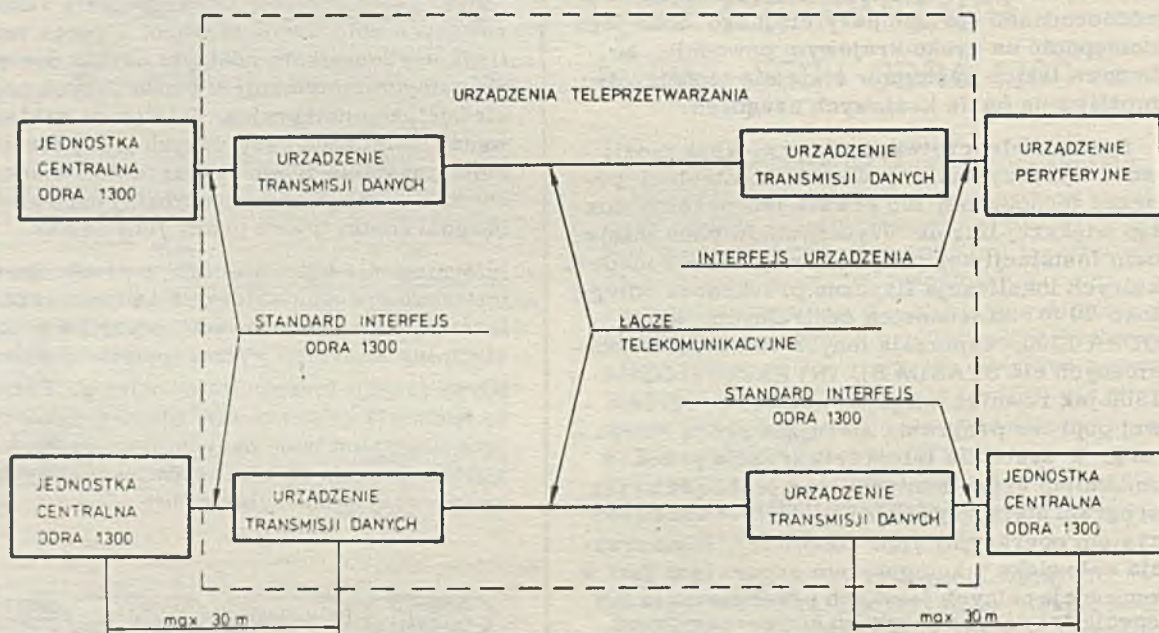 URZĄDZENIA TELEPRZETWARZANIA
JEDNOSTKA
CENTRALNA
ODRA 1300
URZĄDZENIE
TRANSMISJI DANYCH
URZĄDZENIE
TRANSMISJI DANYCH
URZĄDZENIE
PERYFERYJNE
INTERFEJS URZĄDZENIA
STANDARD INTERFEJS
ODRA 1300
ŁĄCZE
TELEKOMUNIKACYJNE
STANDARD INTERFEJS
ODRA 1300
JEDNOSTKA
CENTRALNA
ODRA 1300
URZĄDZENIE
TRANSMISJI DANYCH
URZĄDZENIE
TRANSMISJI DANYCH
JEDNOSTKA
CENTRALNA
ODRA 1300
max 30 m
max 30 m